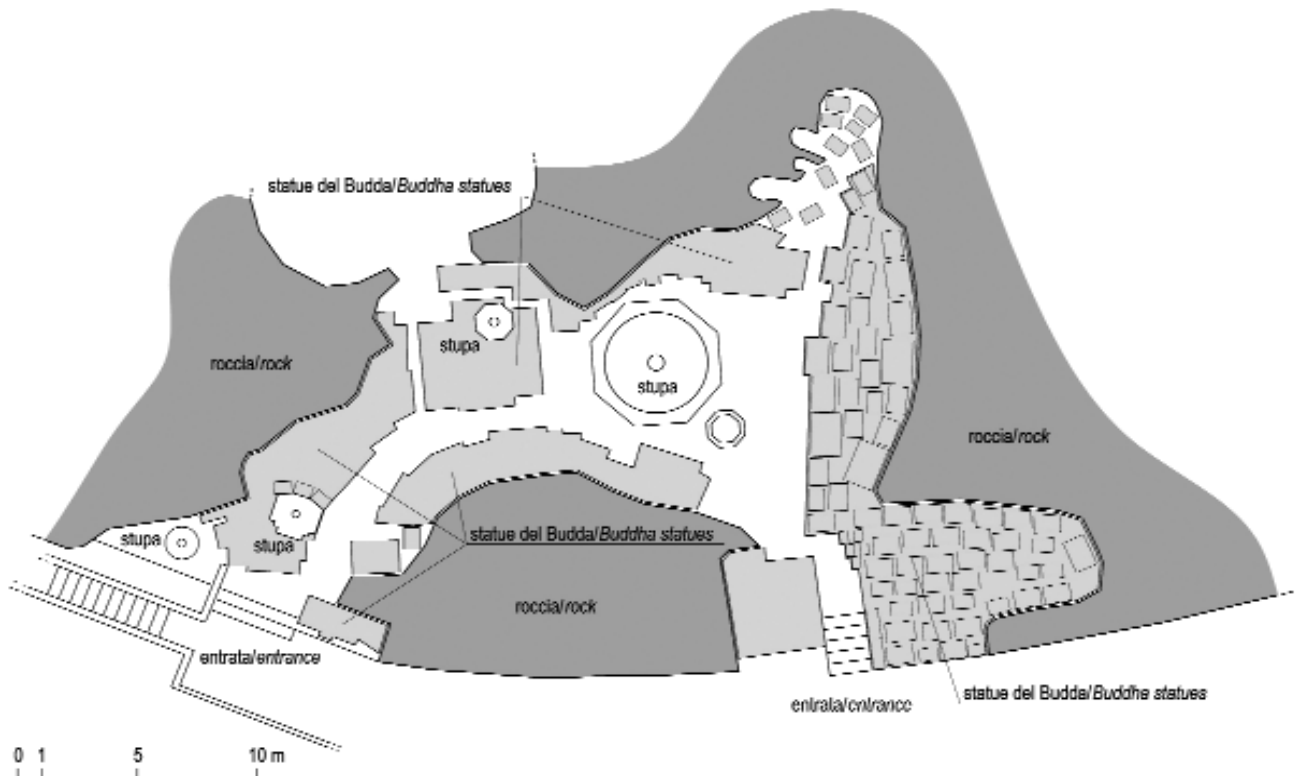 statue del Budda/Buddha statues
stupa
stupa
roccia/rock
roccia/rock
stupa
stupa
statue del Budda/Buddha statues
roccia/rock
entrata/entrance
statue del Budda/Buddha statues
entrata/entrance
0 1 5 10 m